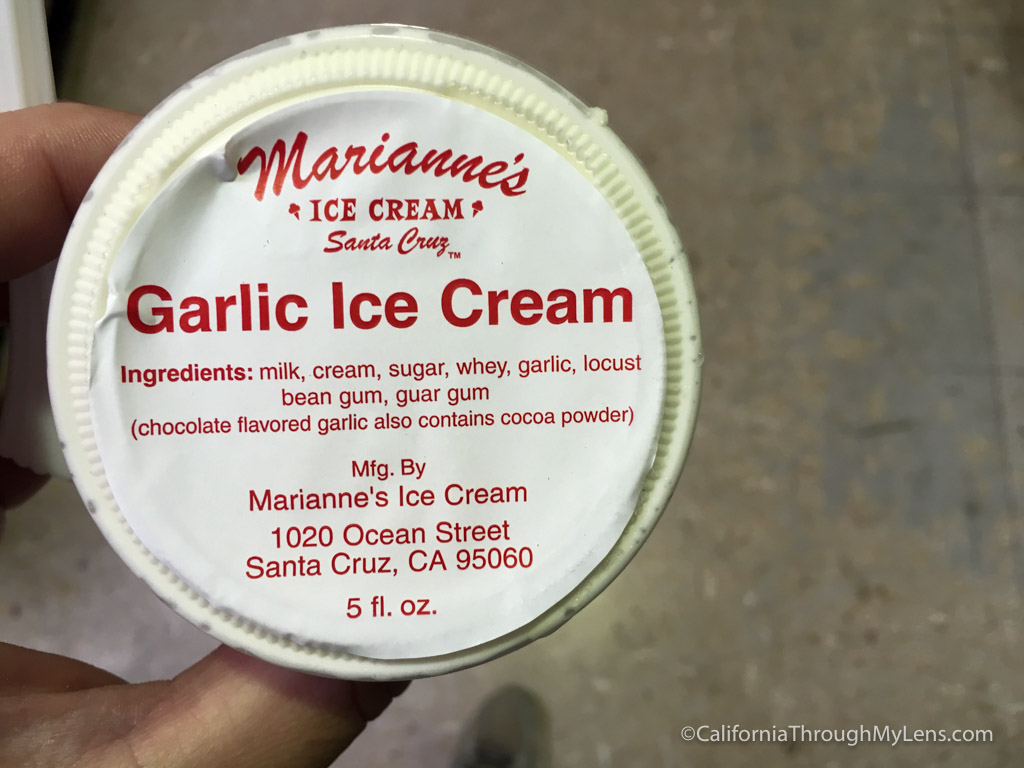 Marianne's
ICE CREAM
Santa Cruz™
Garlic Ice Cream
Ingredients: milk, cream, sugar, whey, garlic, locust
bean gum, guar gum
(chocolate flavored garlic also contains cocoa powder)
Mfg. By
Marianne's Ice Cream
1020 Ocean Street
Santa Cruz, CA 95060
5 fl. oz.
©CaliforniaThroughMyLens.com